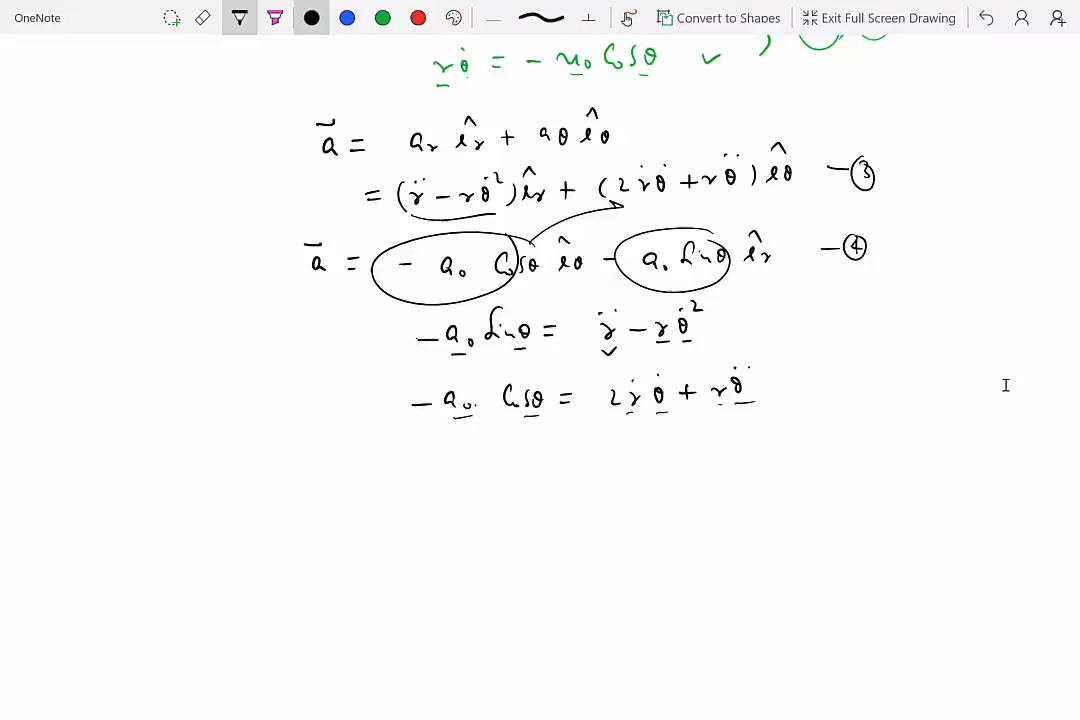 OneNote
Convert to Shapes
Exit Full Screen Drawing
rθ̇ = - u₀ Cosθ ✓
a⃗ = aᵣ êᵣ + aθ êθ
= (r̈ - rθ̇²) êᵣ + (2ṙθ̇ + rθ̈) êθ —③
a⃗ = - a₀ Cosθ êθ - a₀ Sinθ êᵣ —④
- a₀ Sinθ = r̈ - rθ̇²
- a₀ Cosθ = 2ṙθ̇ + rθ̈